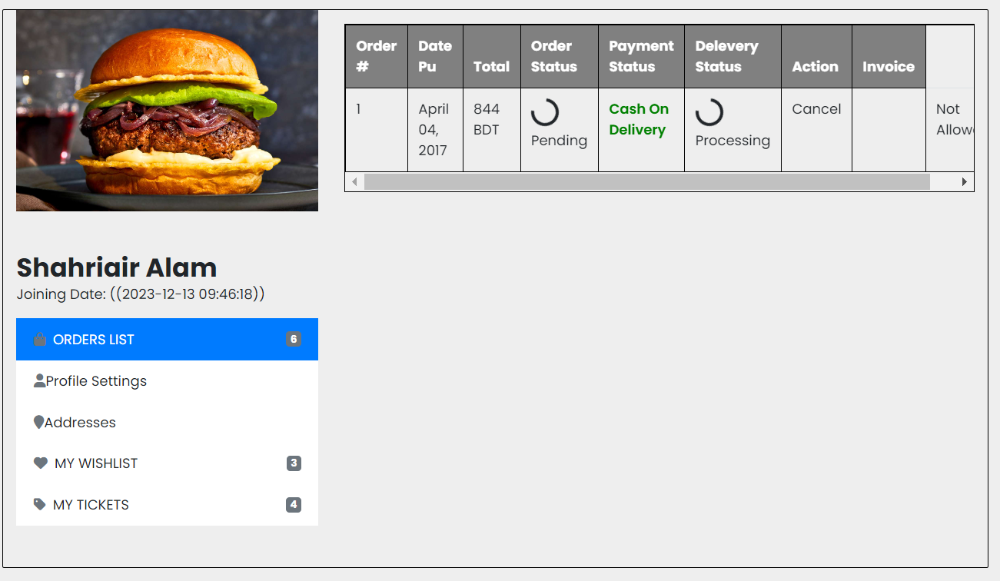 Order #
Date Pu
Total
Order Status
Payment Status
Delevery Status
Action
Invoice
1
April 04, 2017
844 BDT
Pending
Cash On Delivery
Processing
Cancel
Not
Shahriair Alam
Joining Date: ((2023-12-13 09:46:18))
ORDERS LIST 6
Profile Settings
Addresses
MY WISHLIST 3
MY TICKETS 4